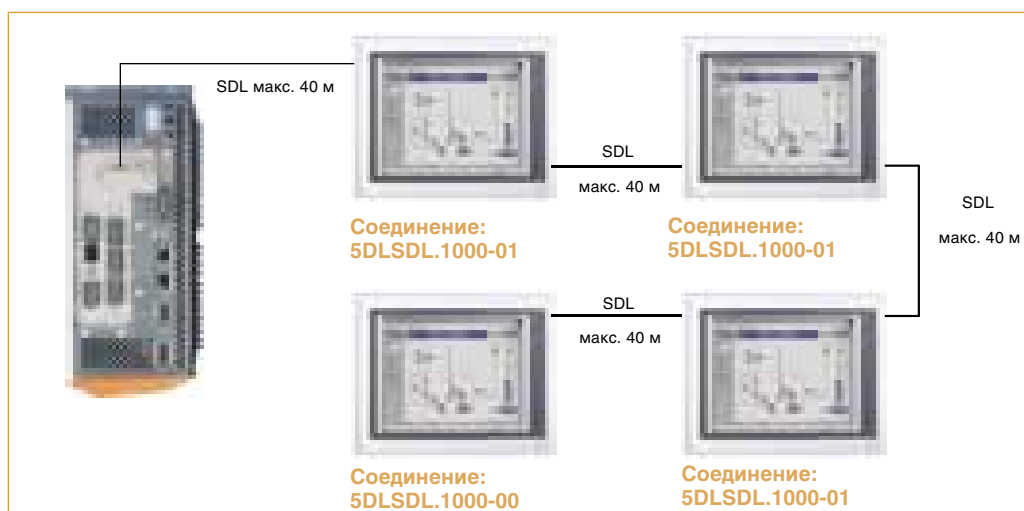 SDL макс. 40 м
SDL
макс. 40 м
SDL
макс. 40 м
Соединение:
5DLSDL.1000-01
Соединение:
5DLSDL.1000-01
SDL
макс. 40 м
Соединение:
5DLSDL.1000-00
Соединение:
5DLSDL.1000-01